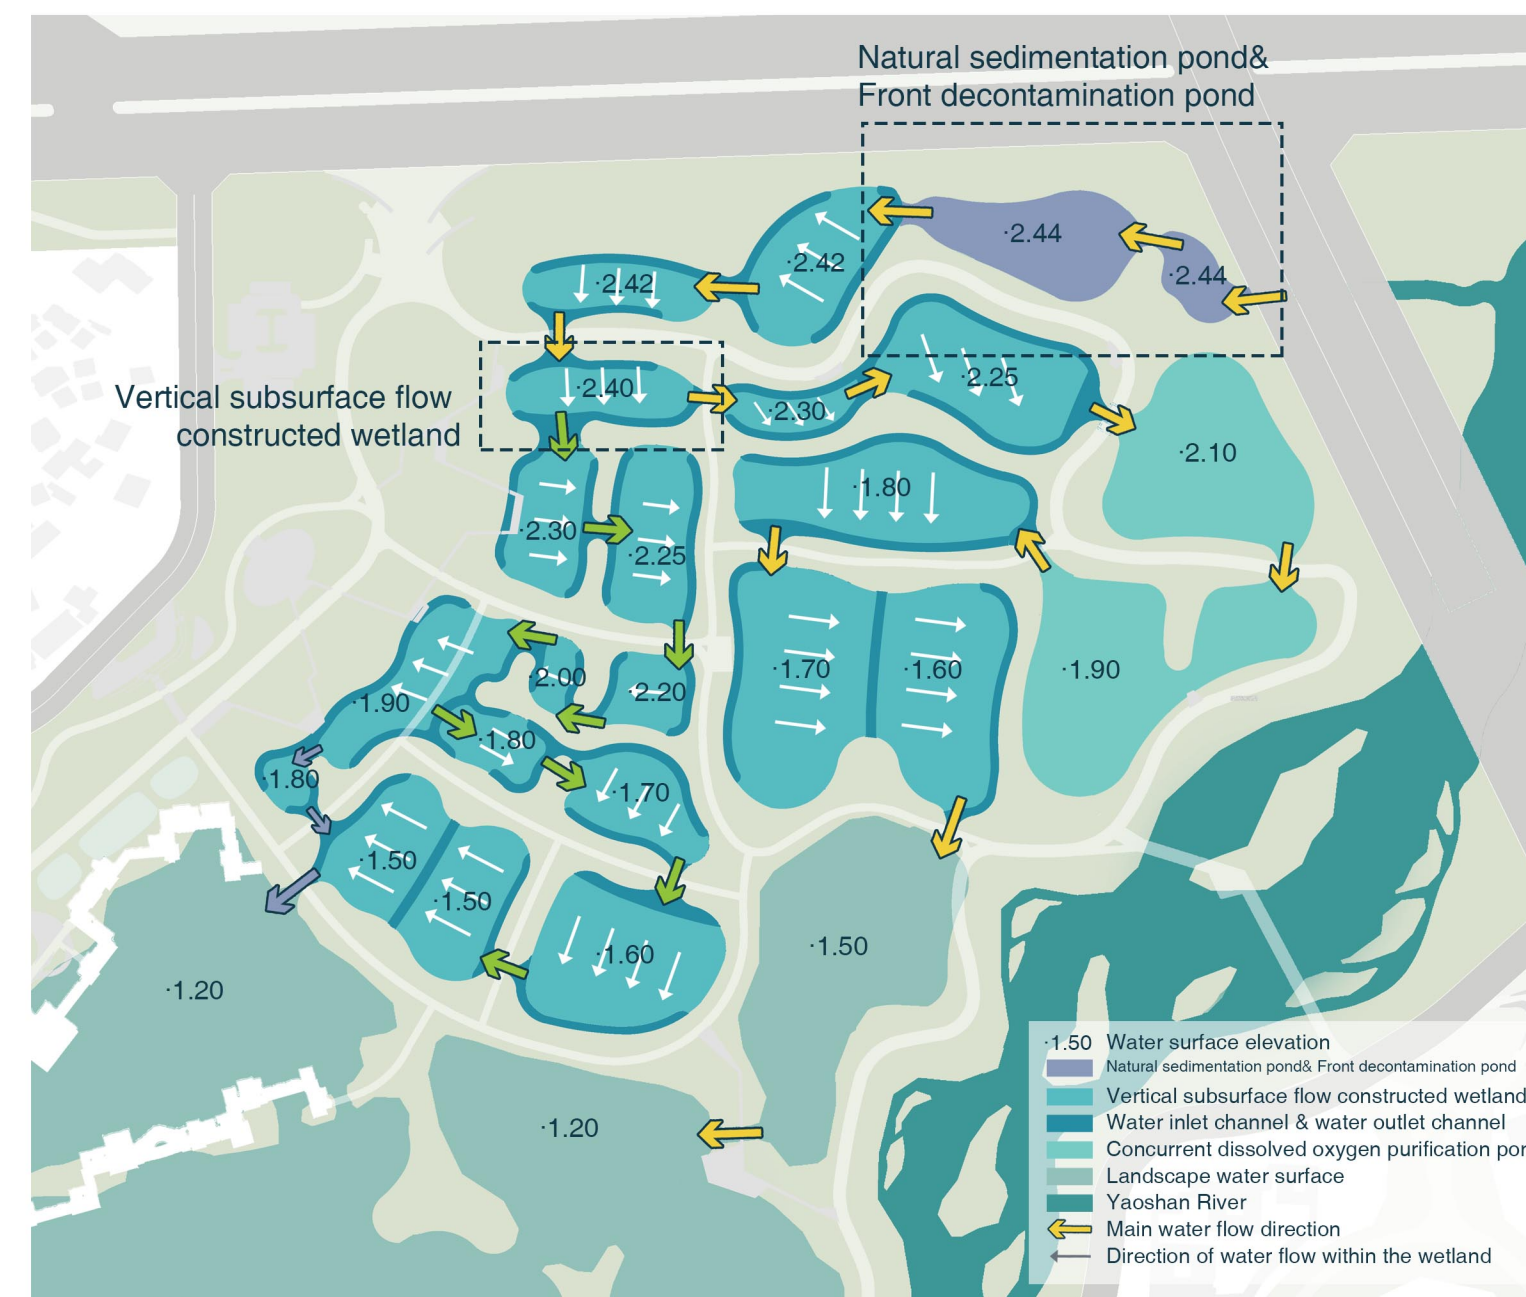 Natural sedimentation pond&
Front decontamination pond
·2.44
·2.44
·2.42
·2.42
Vertical subsurface flow
constructed wetland
·2.40
·2.30
·2.25
·2.10
·1.80
·2.30
·2.25
·1.70
·1.60
·1.90
·2.00
·2.20
·1.90
·1.80
·1.80
·1.70
·1.50
·1.50
·1.60
·1.50
·1.20
·1.20
·1.50 Water surface elevation
Natural sedimentation pond& Front decontamination pond
Vertical subsurface flow constructed wetland
Water inlet channel & water outlet channel
Concurrent dissolved oxygen purification por
Landscape water surface
Yaoshan River
Main water flow direction
Direction of water flow within the wetland